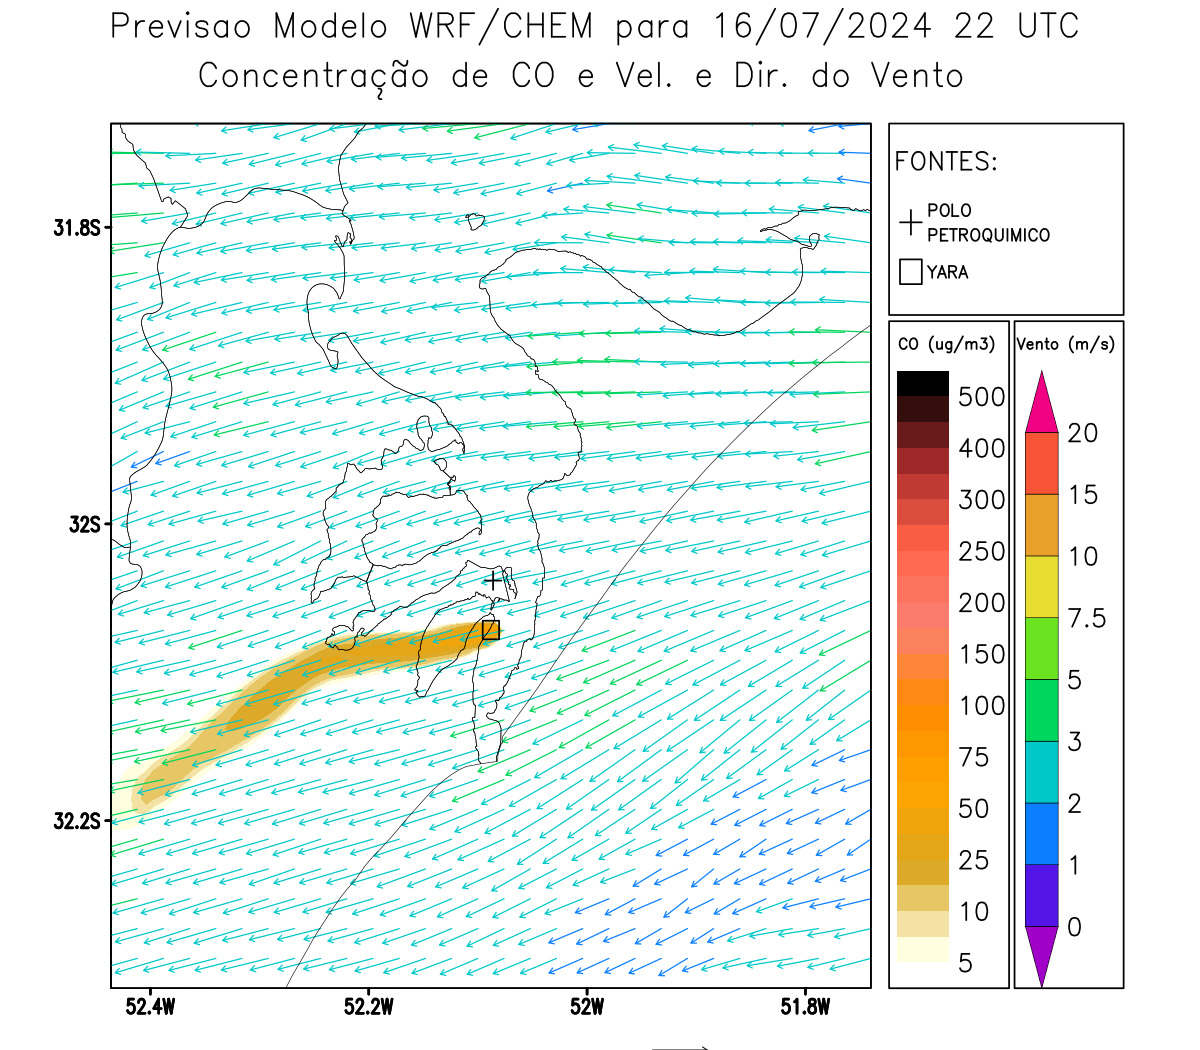 Previsao Modelo WRF/CHEM para 16/07/2024 22 UTC
Concentração de CO e Vel. e Dir. do Vento
FONTES:
POLO
PETROQUIMICO
YARA
31.8S
32S
32.2S
52.4W
52.2W
52W
51.8W
CO (ug/m3)
500
400
300
250
200
150
100
75
50
25
10
5
Vento (m/s)
20
15
10
7.5
5
3
2
1
0